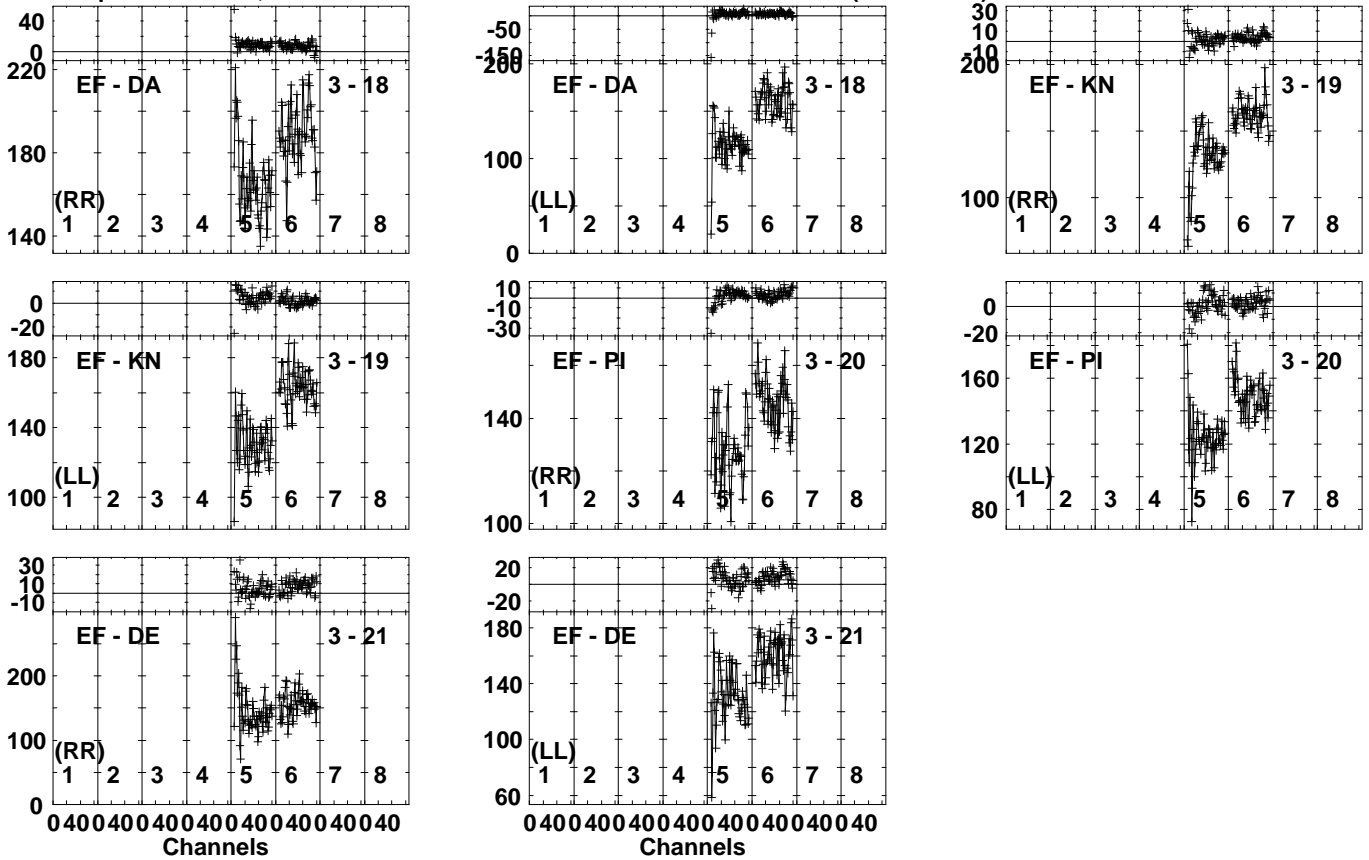 40
0
220
180
140
EF - DA 3 - 18
(RR)
1 2 3 4 5 6 7 8
-50
-150
200
100
0
EF - DA 3 - 18
(LL)
1 2 3 4 5 6 7 8
30
10
-10
200
100
EF - KN 3 - 19
(RR)
1 2 3 4 5 6 7 8
0
-20
180
140
100
EF - KN 3 - 19
(LL)
1 2 3 4 5 6 7 8
10
-10
-30
140
100
EF - PI 3 - 20
(RR)
1 2 3 4 5 6 7 8
0
-20
160
120
80
EF - PI 3 - 20
(LL)
1 2 3 4 5 6 7 8
30
10
-10
200
100
0
EF - DE 3 - 21
(RR)
1 2 3 4 5 6 7 8
0 40 0 40 0 40 0 40 0 40 0 40 0 40 0 40
Channels
20
-20
180
140
100
60
EF - DE 3 - 21
(LL)
1 2 3 4 5 6 7 8
0 40 0 40 0 40 0 40 0 40 0 40 0 40 0 40
Channels